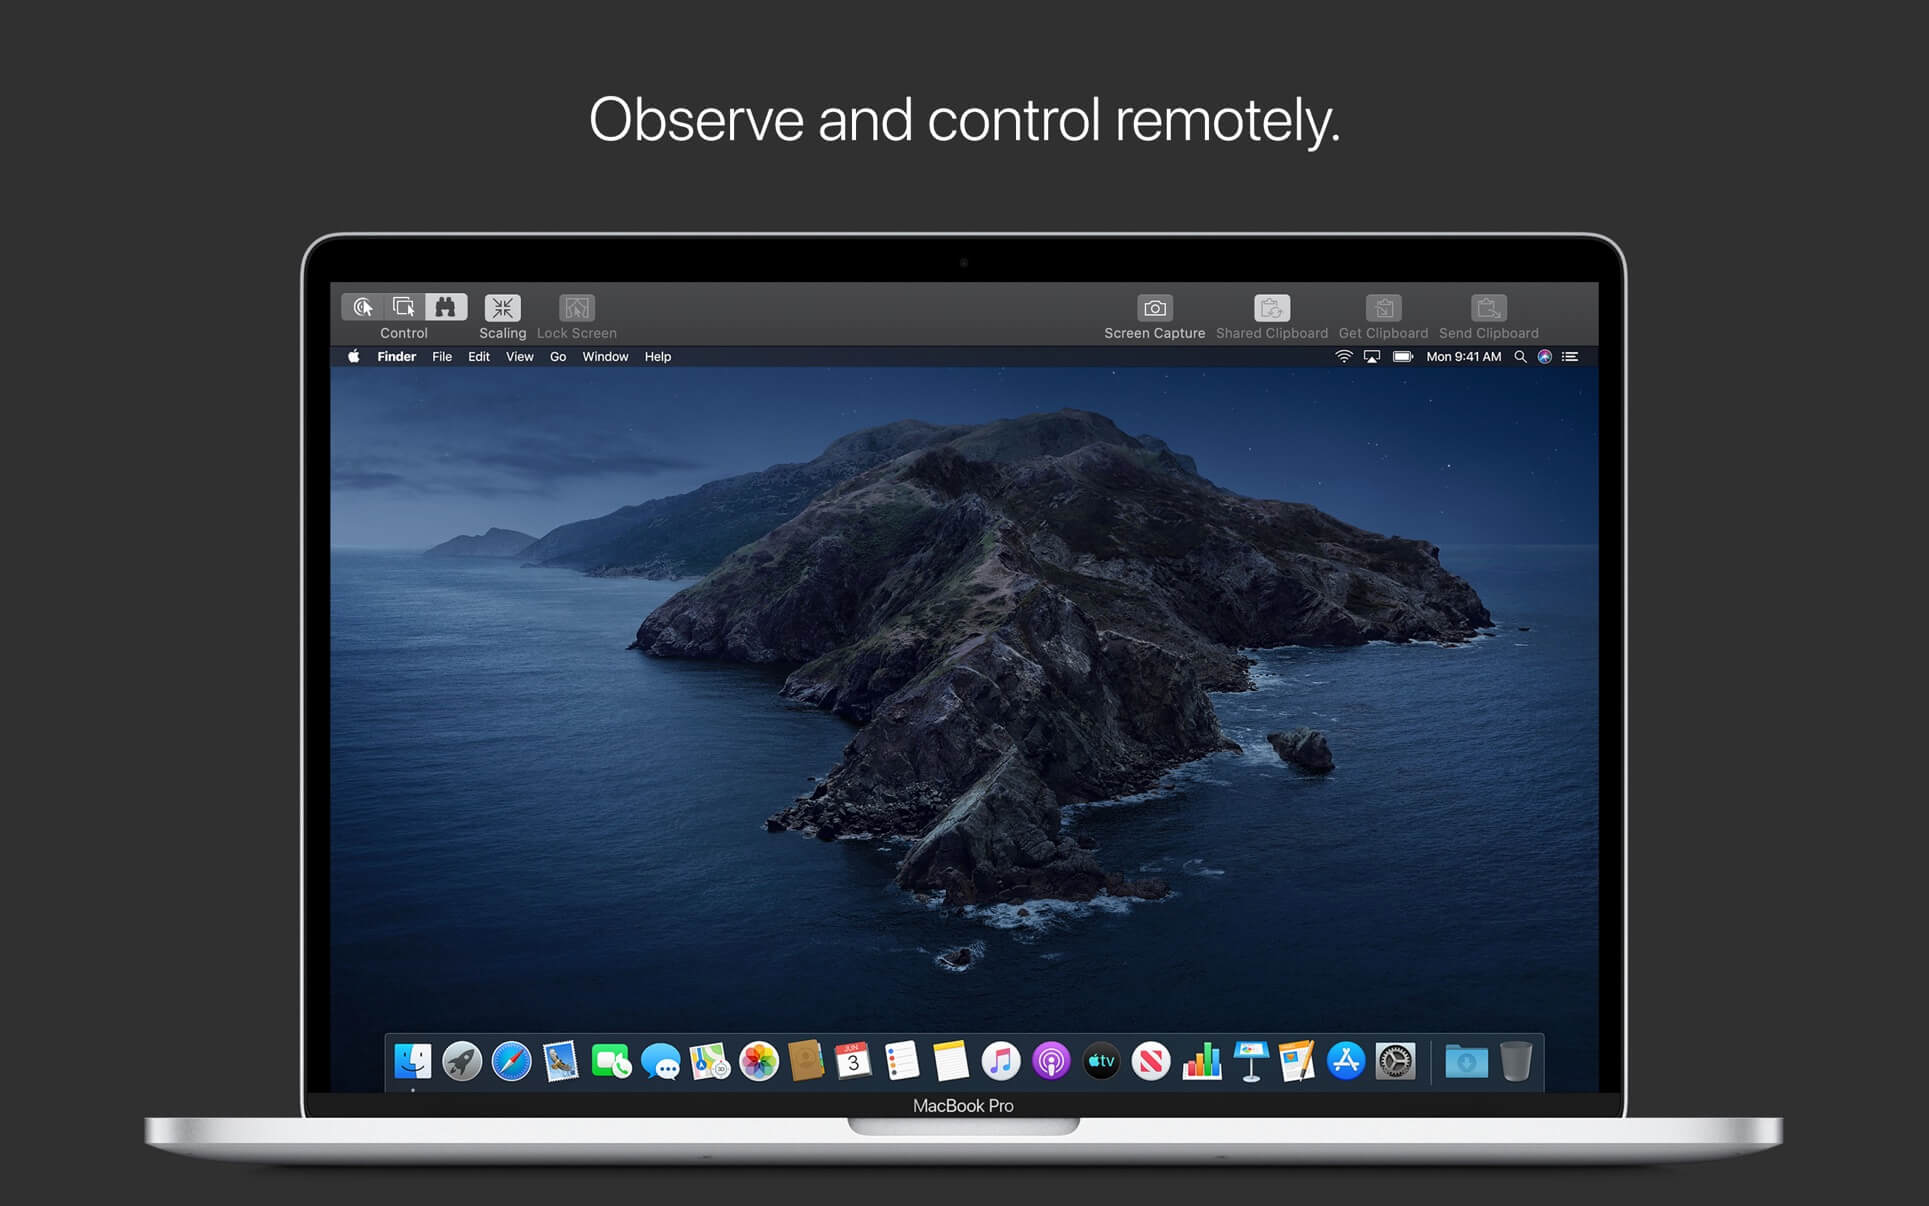 Observe and control remotely.
Control Scaling Lock Screen Screen Capture Shared Clipboard Get Clipboard Send Clipboard
Finder File Edit View Go Window Help Mon 9:41 AM
JUN
3
3D
tv
MacBook Pro